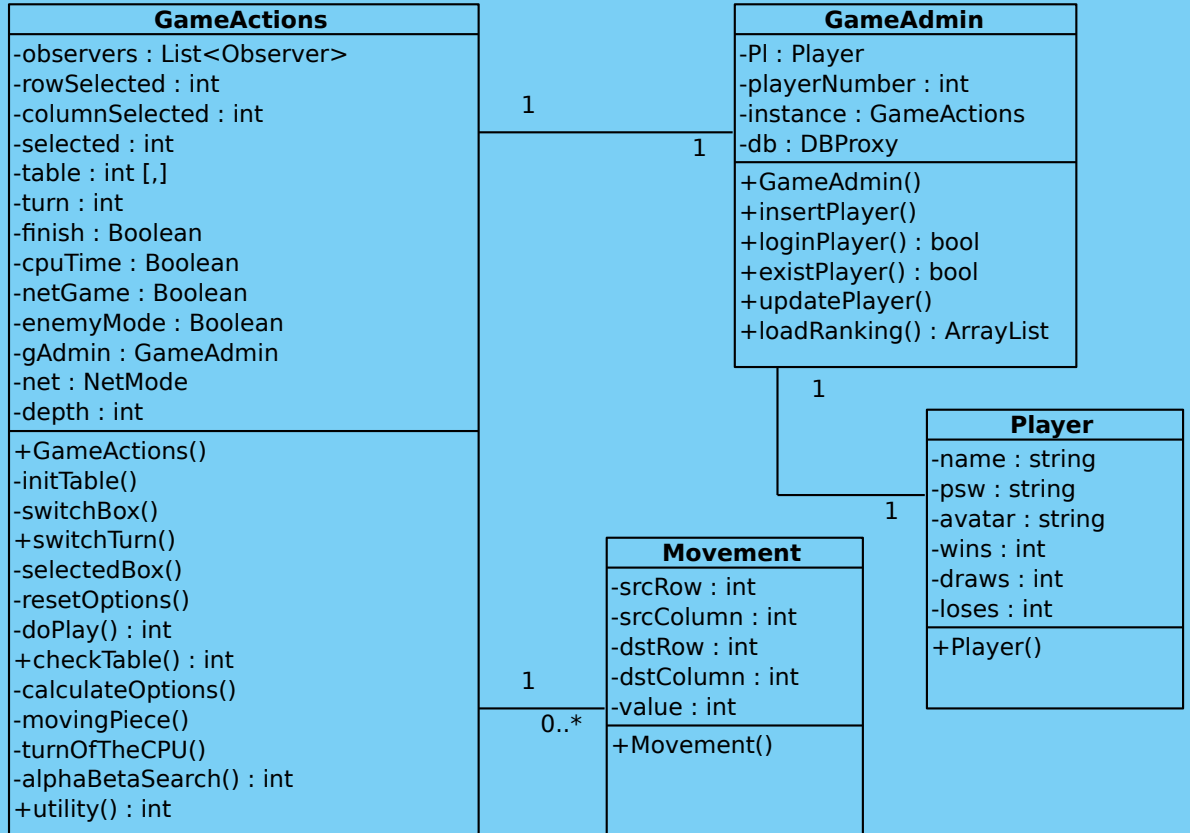 GameActions
-observers : List<Observer>
-rowSelected : int
-columnSelected : int
-selected : int
-table : int [,]
-turn : int
-finish : Boolean
-cpuTime : Boolean
-netGame : Boolean
-enemyMode : Boolean
-gAdmin : GameAdmin
-net : NetMode
-depth : int
+GameActions()
-initTable()
-switchBox()
+switchTurn()
-selectedBox()
-resetOptions()
-doPlay() : int
+checkTable() : int
-calculateOptions()
-movingPiece()
-turnOfTheCPU()
-alphaBetaSearch() : int
+utility() : int
1
1
GameAdmin
-Pl : Player
-playerNumber : int
-instance : GameActions
-db : DBProxy
+GameAdmin()
+insertPlayer()
+loginPlayer() : bool
+existPlayer() : bool
+updatePlayer()
+loadRanking() : ArrayList
1
1
Player
-name : string
-psw : string
-avatar : string
-wins : int
-draws : int
-loses : int
+Player()
1
0..*
Movement
-srcRow : int
-srcColumn : int
-dstRow : int
-dstColumn : int
-value : int
+Movement()